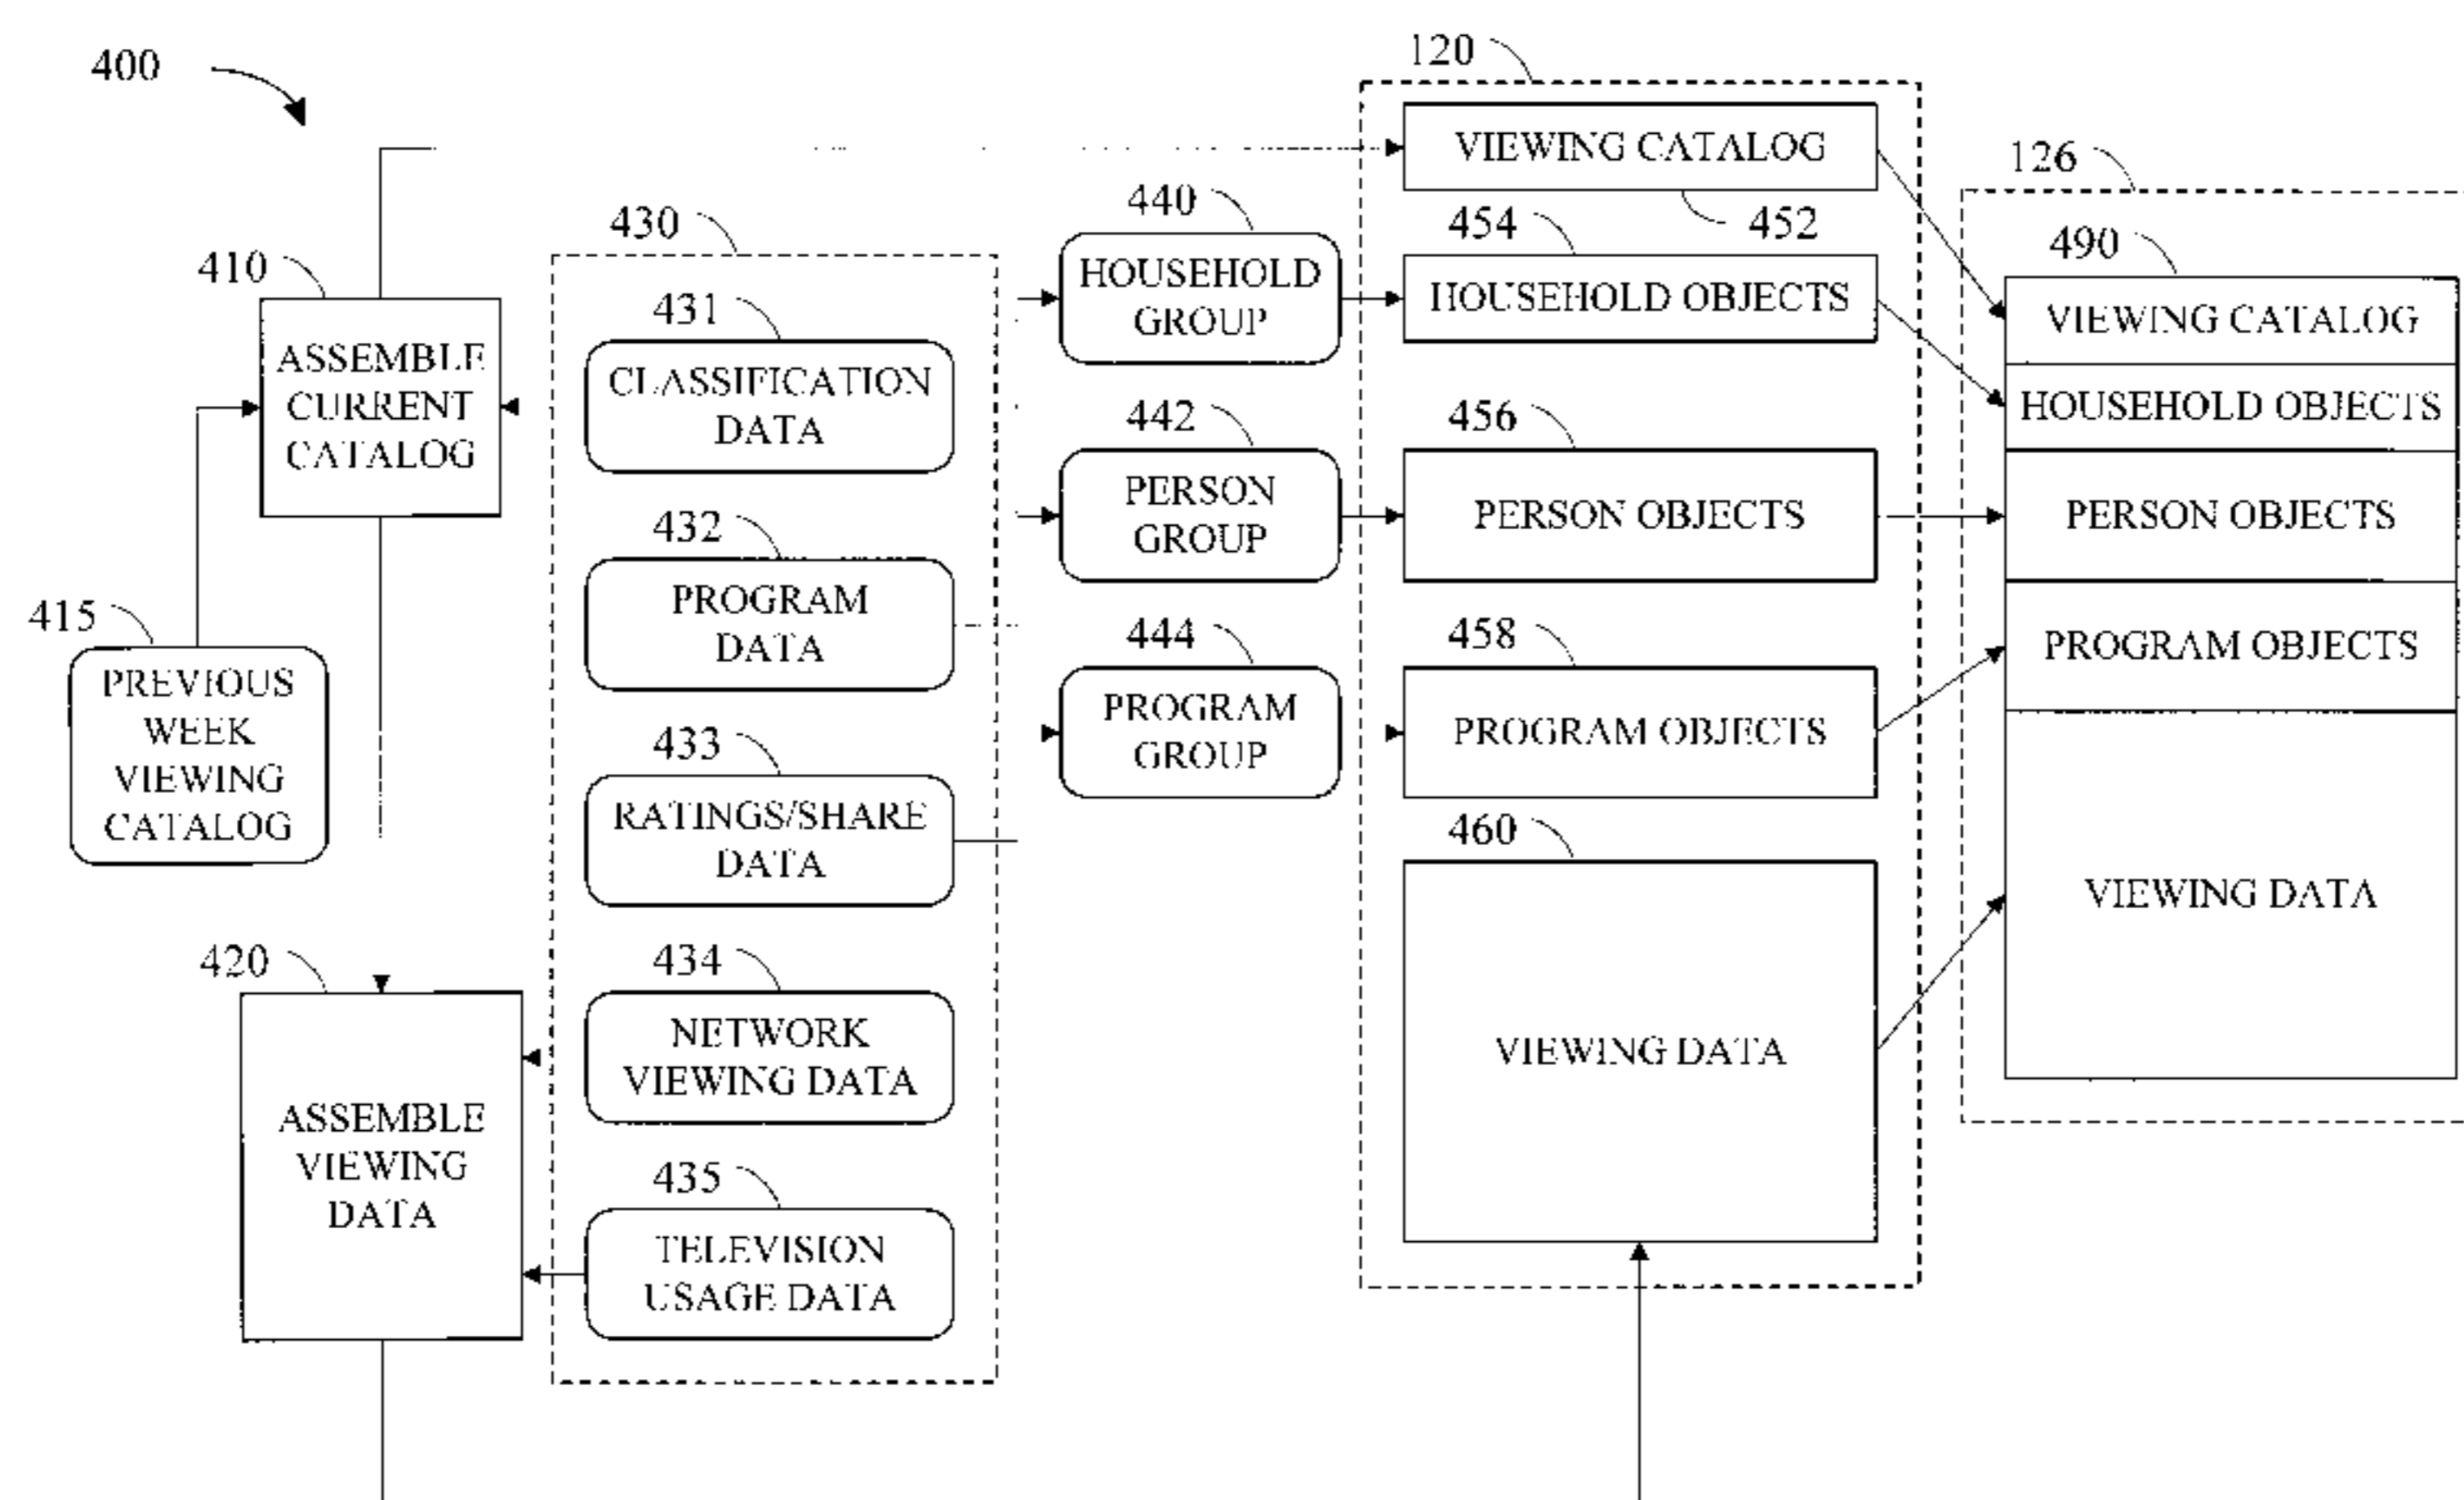 400
410
ASSEMBLE
CURRENT
CATALOG
415
PREVIOUS
WEEK
VIEWING
CATALOG
420
ASSEMBLE
VIEWING
DATA
430
431
CLASSIFICATION
DATA
432
PROGRAM
DATA
433
RATINGS/SHARE
DATA
434
NETWORK
VIEWING DATA
435
TELEVISION
USAGE DATA
440
HOUSEHOLD
GROUP
442
PERSON
GROUP
444
PROGRAM
GROUP
120
VIEWING CATALOG
452
454
HOUSEHOLD OBJECTS
456
PERSON OBJECTS
458
PROGRAM OBJECTS
460
VIEWING DATA
126
490
VIEWING CATALOG
HOUSEHOLD OBJECTS
PERSON OBJECTS
PROGRAM OBJECTS
VIEWING DATA